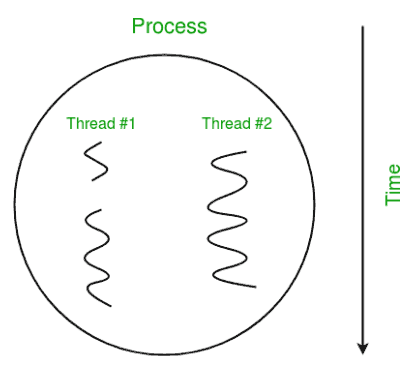 Process
Thread #1
Thread #2
Time